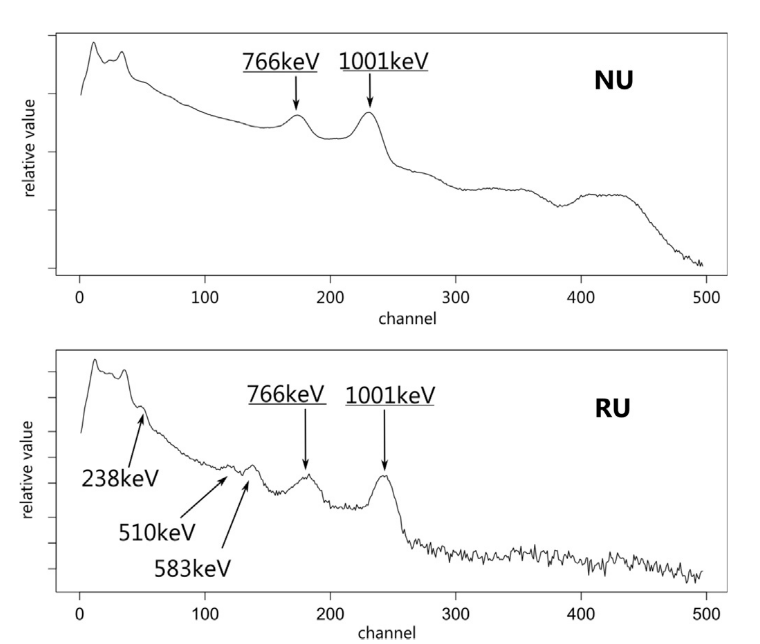 766keV
1001keV
NU
relative value
0 100 200 300 400 500
channel
766keV
1001keV
RU
238keV
510keV
583keV
relative value
0 100 200 300 400 500
channel